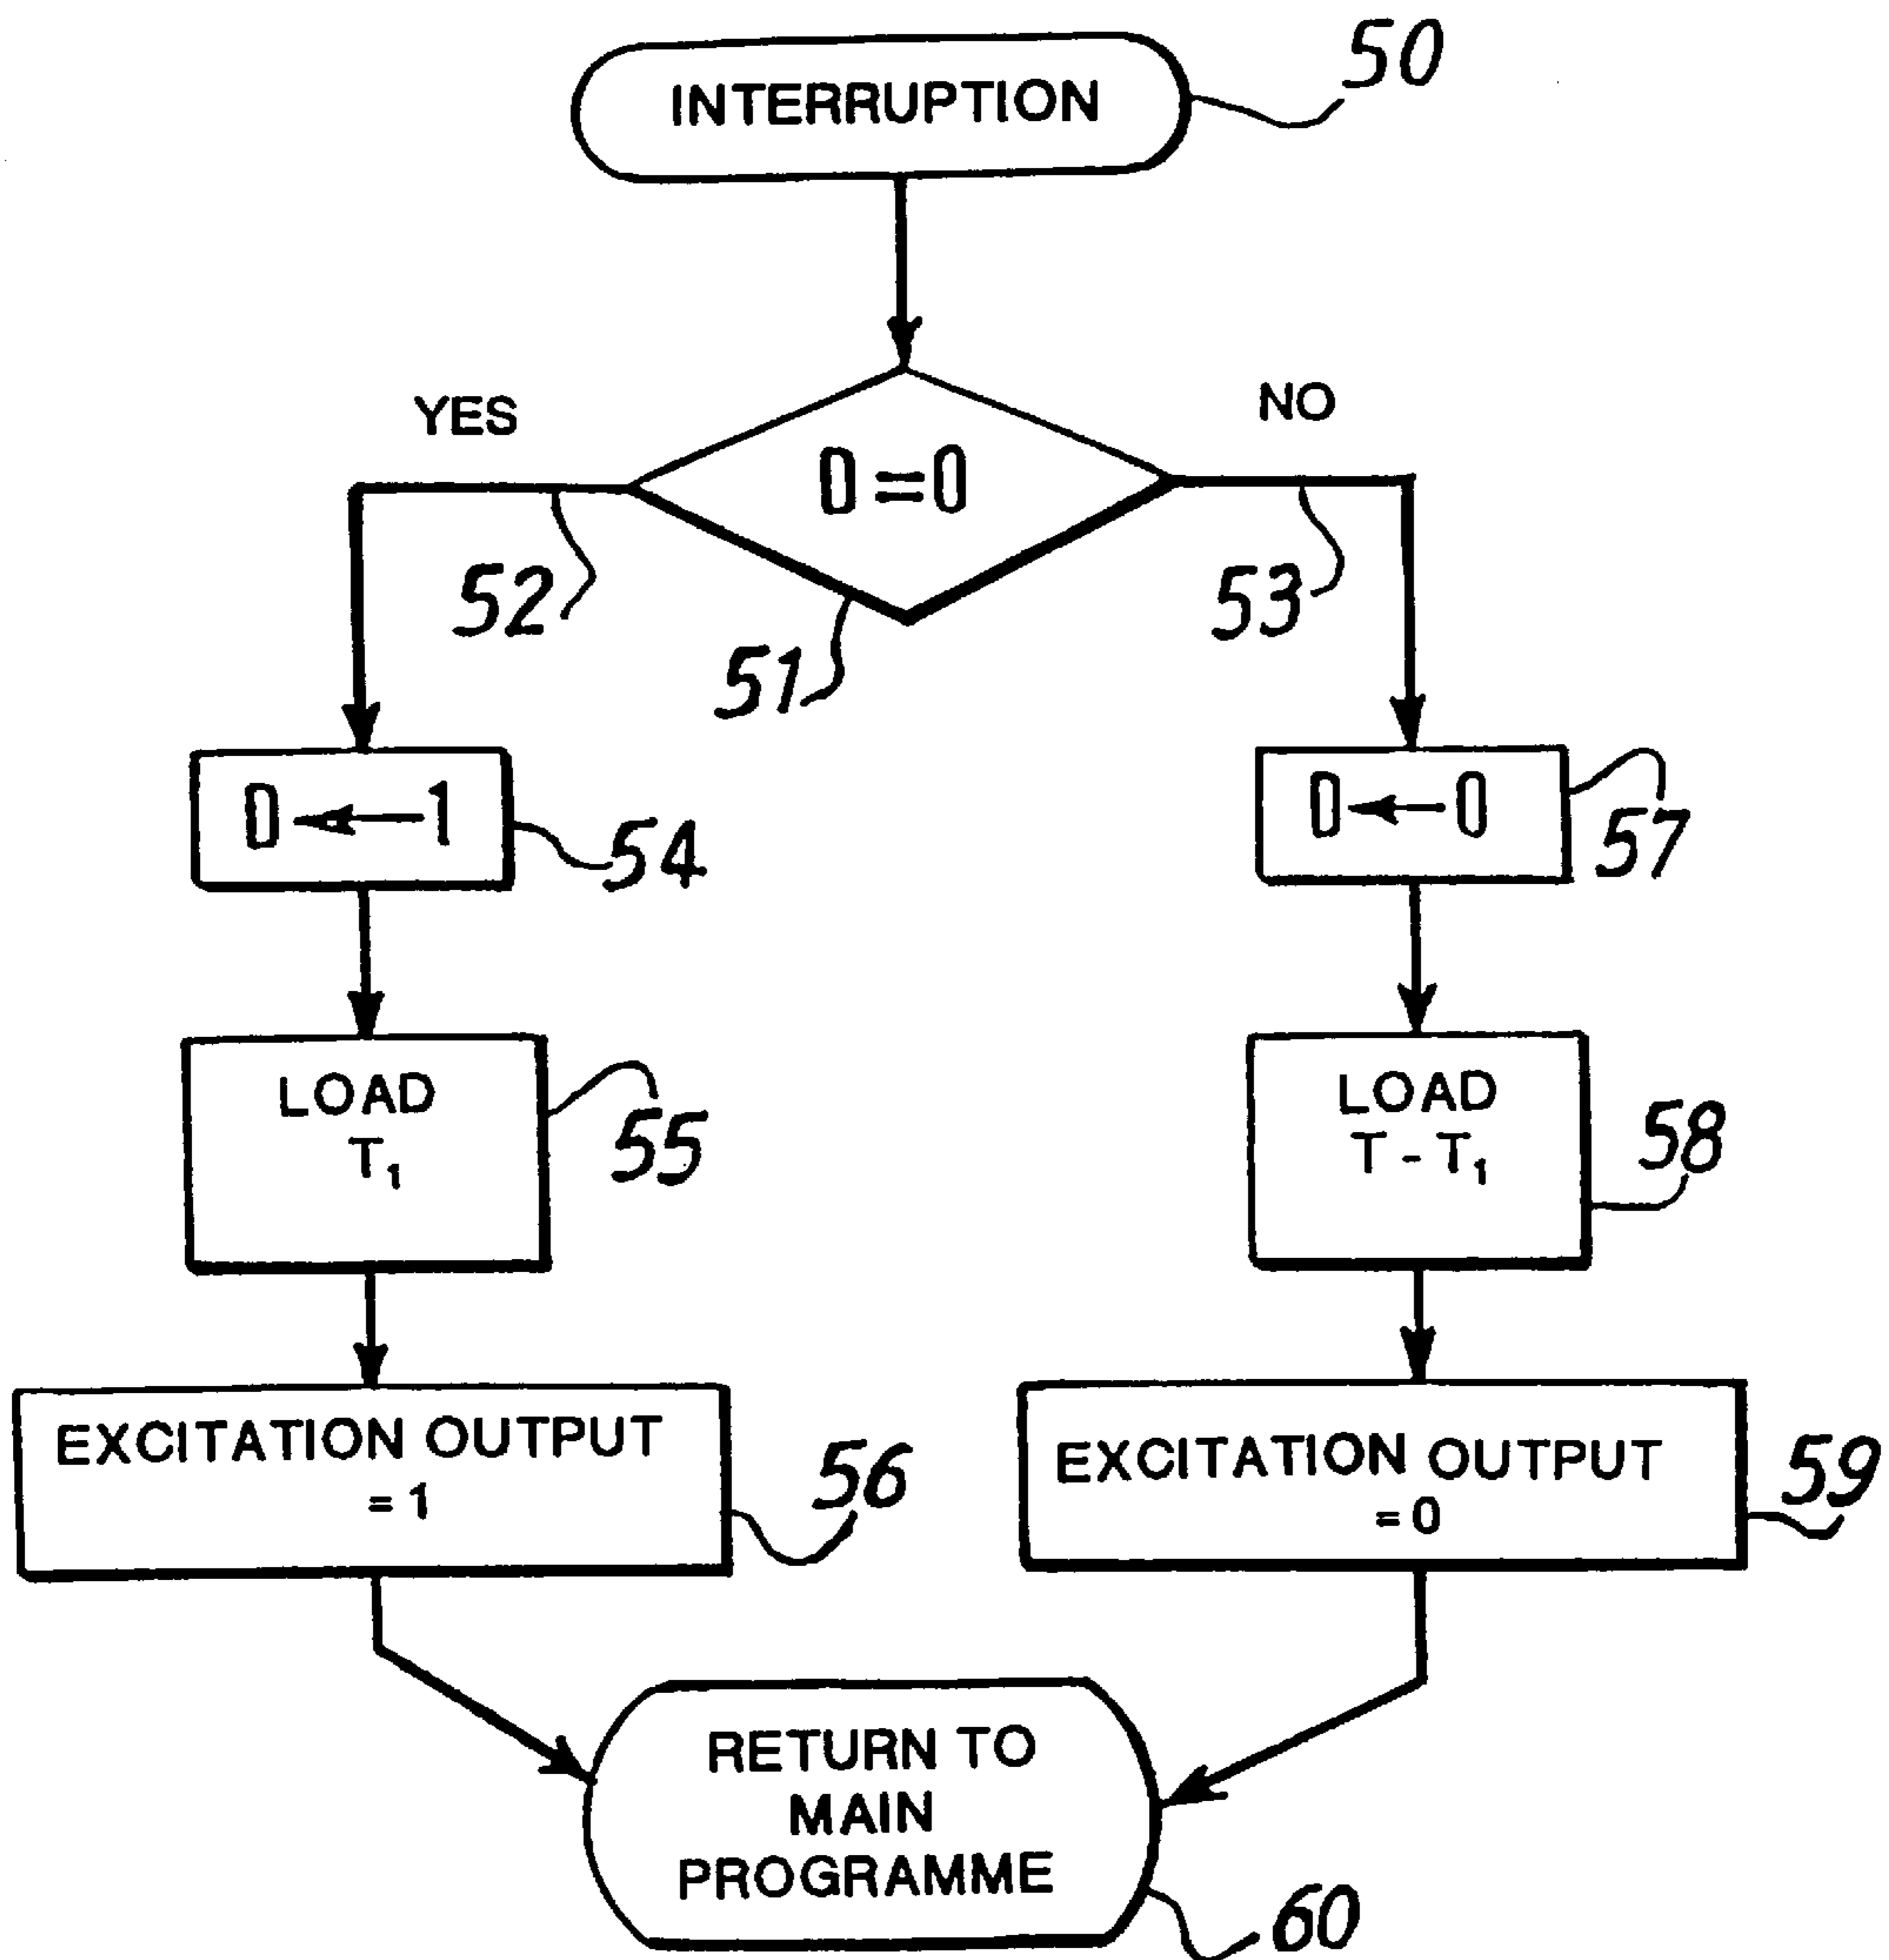 INTERRUPTION
50
YES
NO
D=0
52
53
51
D ← 1
54
D ← 0
57
LOAD
T₁
55
LOAD
T - T₁
58
EXCITATION OUTPUT
= 1
56
EXCITATION OUTPUT
= 0
59
RETURN TO
MAIN
PROGRAMME
60